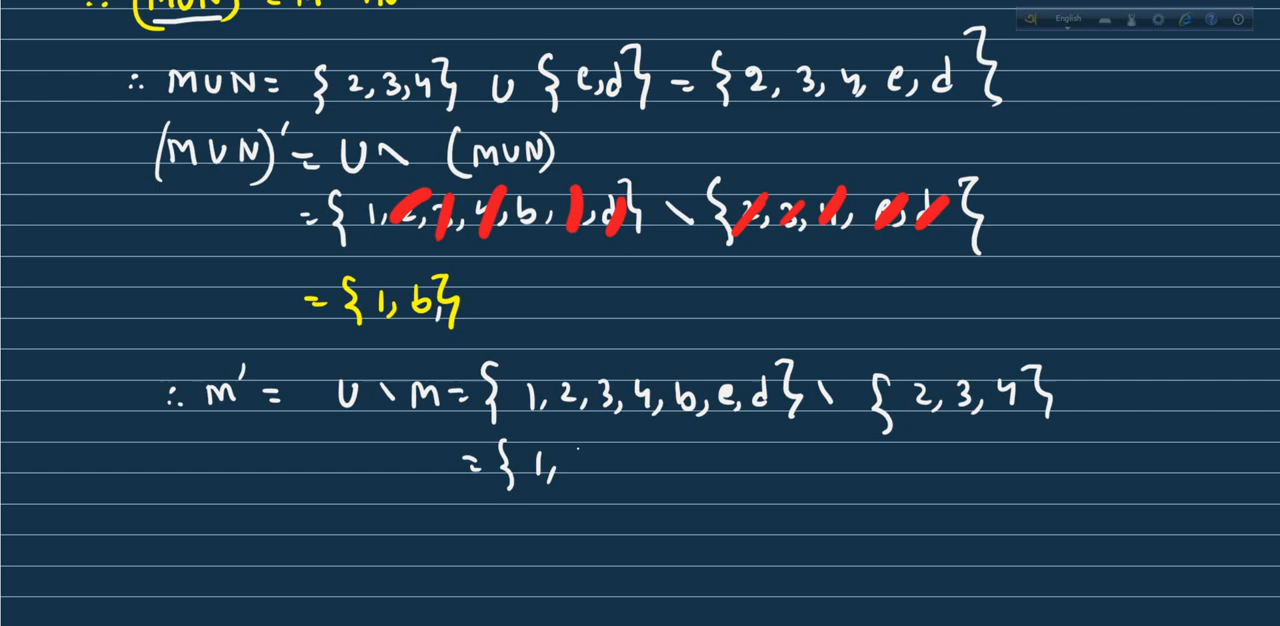 English
∴ M∪N = {2,3,4} ∪ {e,d} = {2, 3, 4, e, d}
(M∪N)′ = U∖ (M∪N)
= {1,2,3,4,b,e,d} ∖ {2,3,4,e,d}
= {1, b,}
∴ M′ = U∖M = {1,2,3,4,b,e,d}∖ {2,3,4}
= {1,